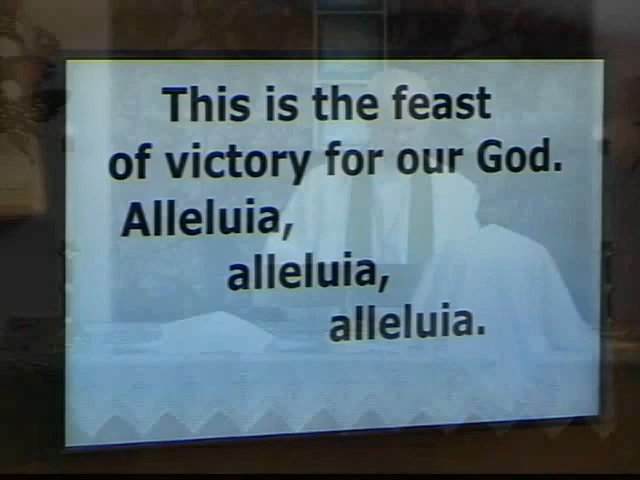 This is the feast
of victory for our God.
Alleluia,
alleluia,
alleluia.